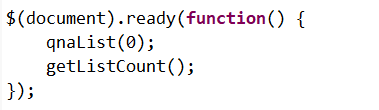 $(document).ready(function() {
    qnaList(0);
    getListCount();
});